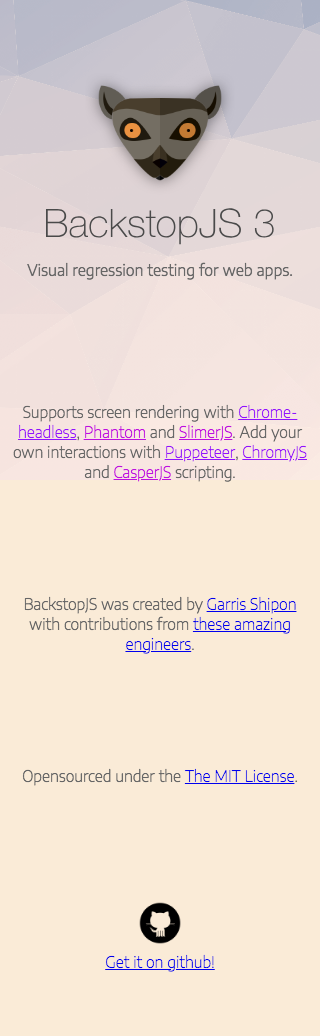 BackstopJS 3
Visual regression testing for web apps.
Supports screen rendering with Chrome-
headless, Phantom and SlimerJS. Add your
own interactions with Puppeteer, ChromyJS
and CasperJS scripting.
BackstopJS was created by Garris Shipon
with contributions from these amazing
engineers.
Opensourced under the The MIT License.
Get it on github!